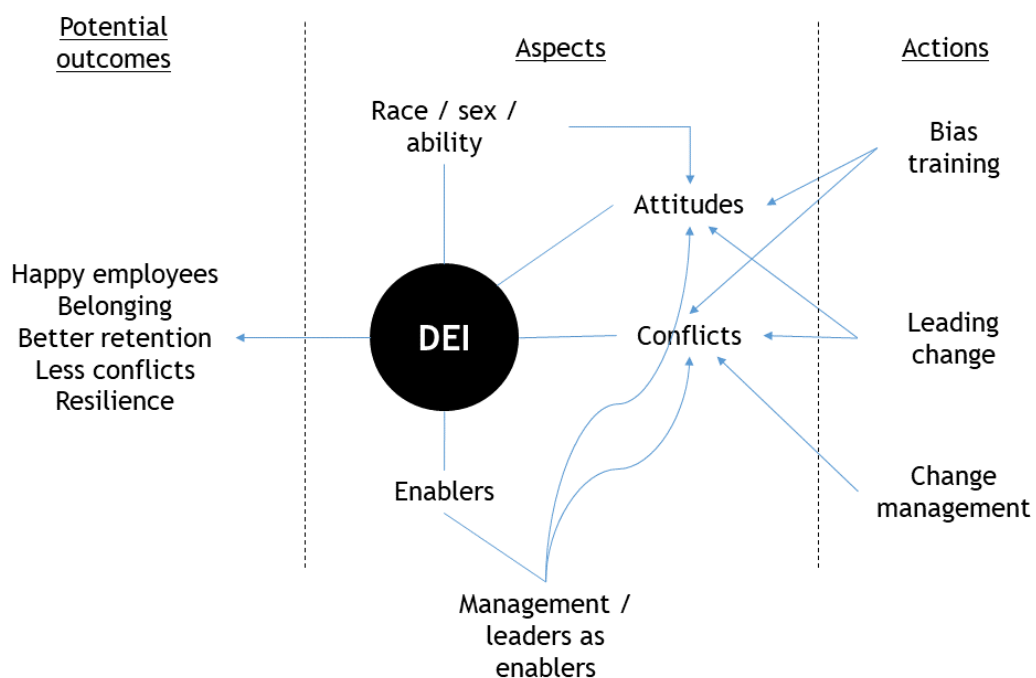 Potential
outcomes
Aspects
Actions
Race / sex /
ability
Bias
training
Attitudes
Happy employees
Belonging
Better retention
Less conflicts
Resilience
DEI
Conflicts
Leading
change
Enablers
Change
management
Management /
leaders as
enablers